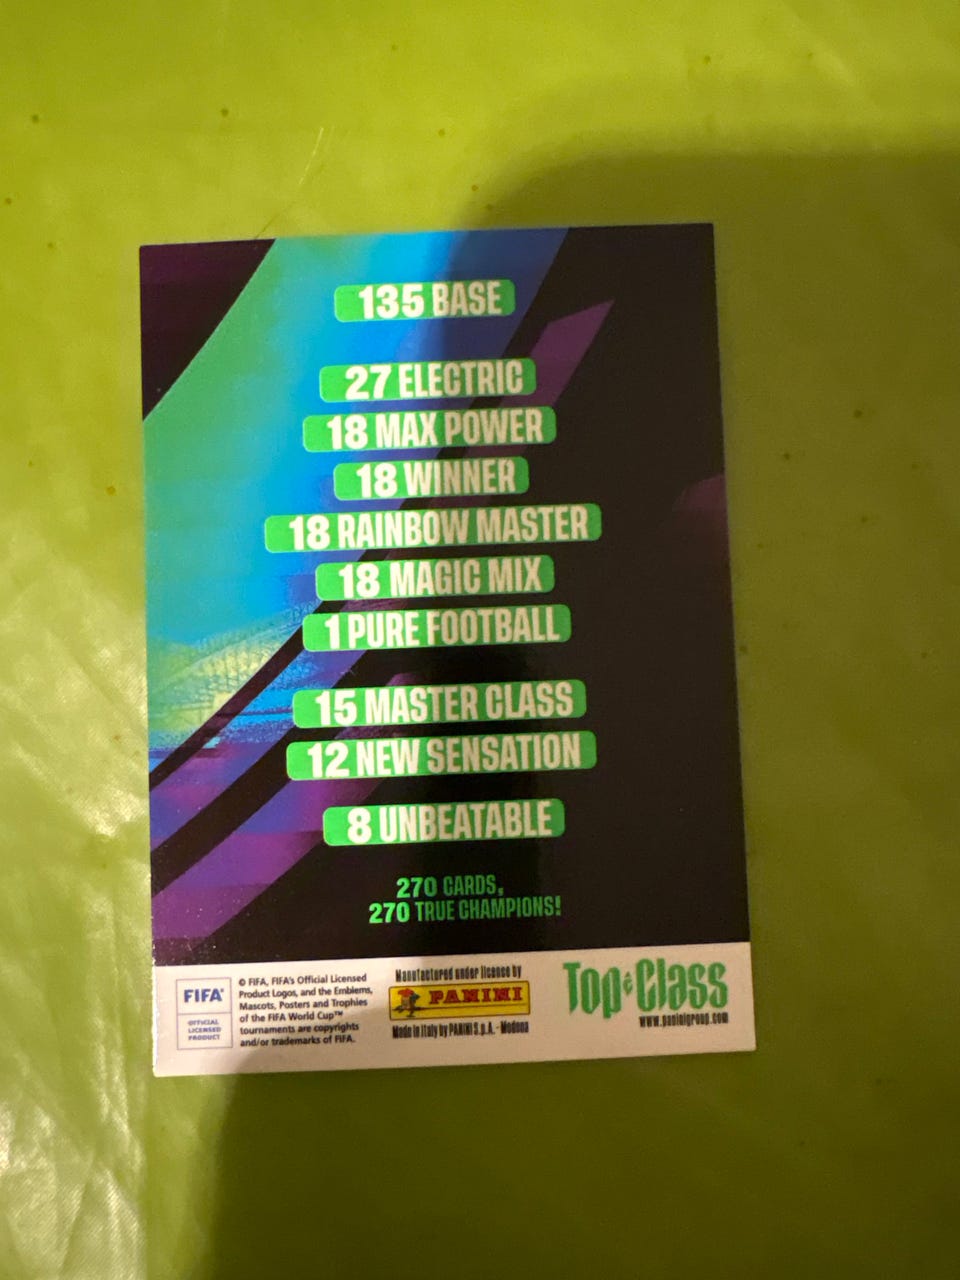 135 BASE
27 ELECTRIC
18 MAX POWER
18 WINNER
18 RAINBOW MASTER
18 MAGIC MIX
1 PURE FOOTBALL
15 MASTER CLASS
12 NEW SENSATION
8 UNBEATABLE
270 CARDS,
270 TRUE CHAMPIONS!
FIFA®
OFFICIAL
LICENSED
PRODUCT
© FIFA, FIFA's Official Licensed
Product Logos, and the Emblems,
Mascots, Posters and Trophies
of the FIFA World Cup™
tournaments are copyrights
and/or trademarks of FIFA.
Manufactured under licence by
PANINI
Made in Italy by PANINI S.p.A. - Modena
Top Class
www.paninigroup.com